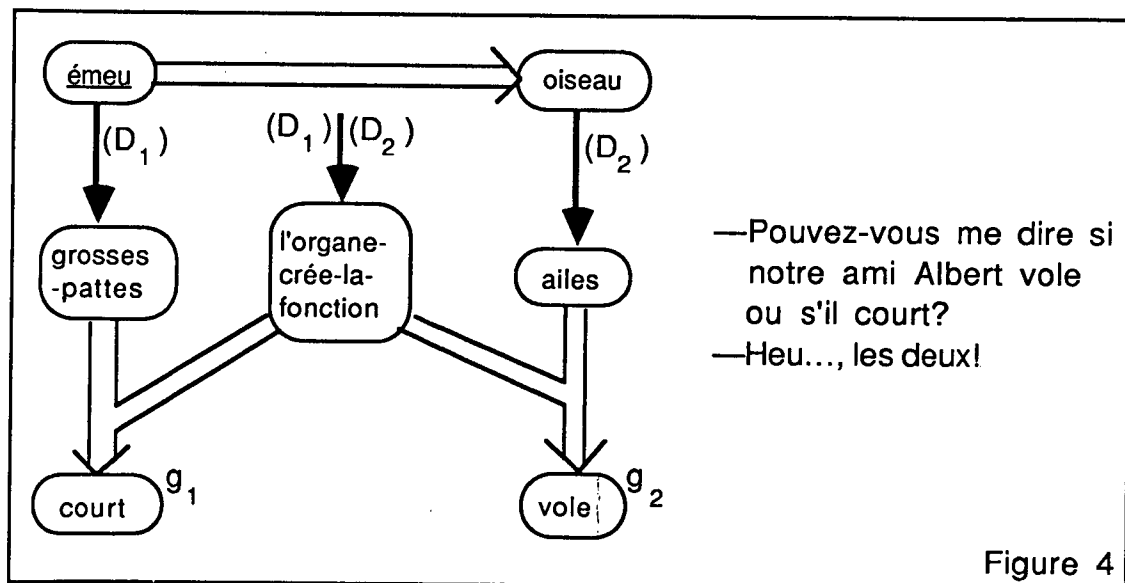 émeu
oiseau
(D1)
(D1) (D2)
(D2)
grosses
-pattes
l'organe-
crée-la-
fonction
ailes
court
g1
vole
g2
—Pouvez-vous me dire si
notre ami Albert vole
ou s'il court?
—Heu..., les deux!
Figure 4